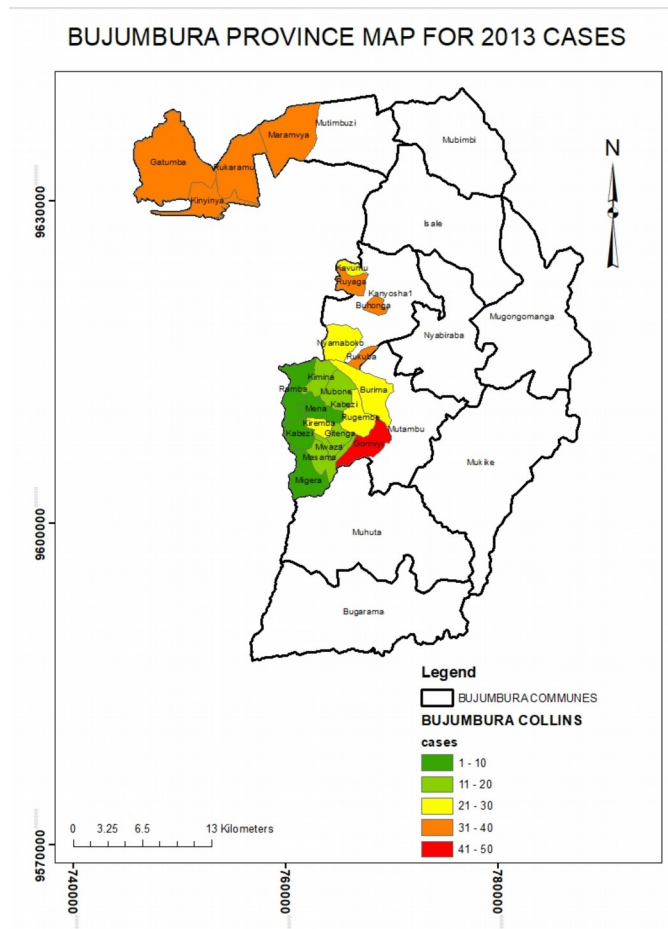 BUJUMBURA PROVINCE MAP FOR 2013 CASES
Mutimbuzi
Maramvya
Mubimbi
Gatumba
Rukaramu
Kinyinya
N
9630000
Isale
Kavumu
Ruyaga
Kanyosha1
Buhonga
Mugongomanga
Nyabiraba
Nyamaboko
Rukuba
Kimina
Ramba
Mubone
Burima
Kabezi
Mena
Rugembe
Kiremba
Mutambu
Kabezi
Gitenga
Gomvyi
Mwaza
Masama
Mukike
Migera
9600000
Muhuta
Bugarama
Legend
BUJUMBURA COMMUNES
BUJUMBURA COLLINS
cases
1 - 10
11 - 20
21 - 30
31 - 40
41 - 50
0 3.25 6.5 13 Kilometers
9570000
740000
760000
780000